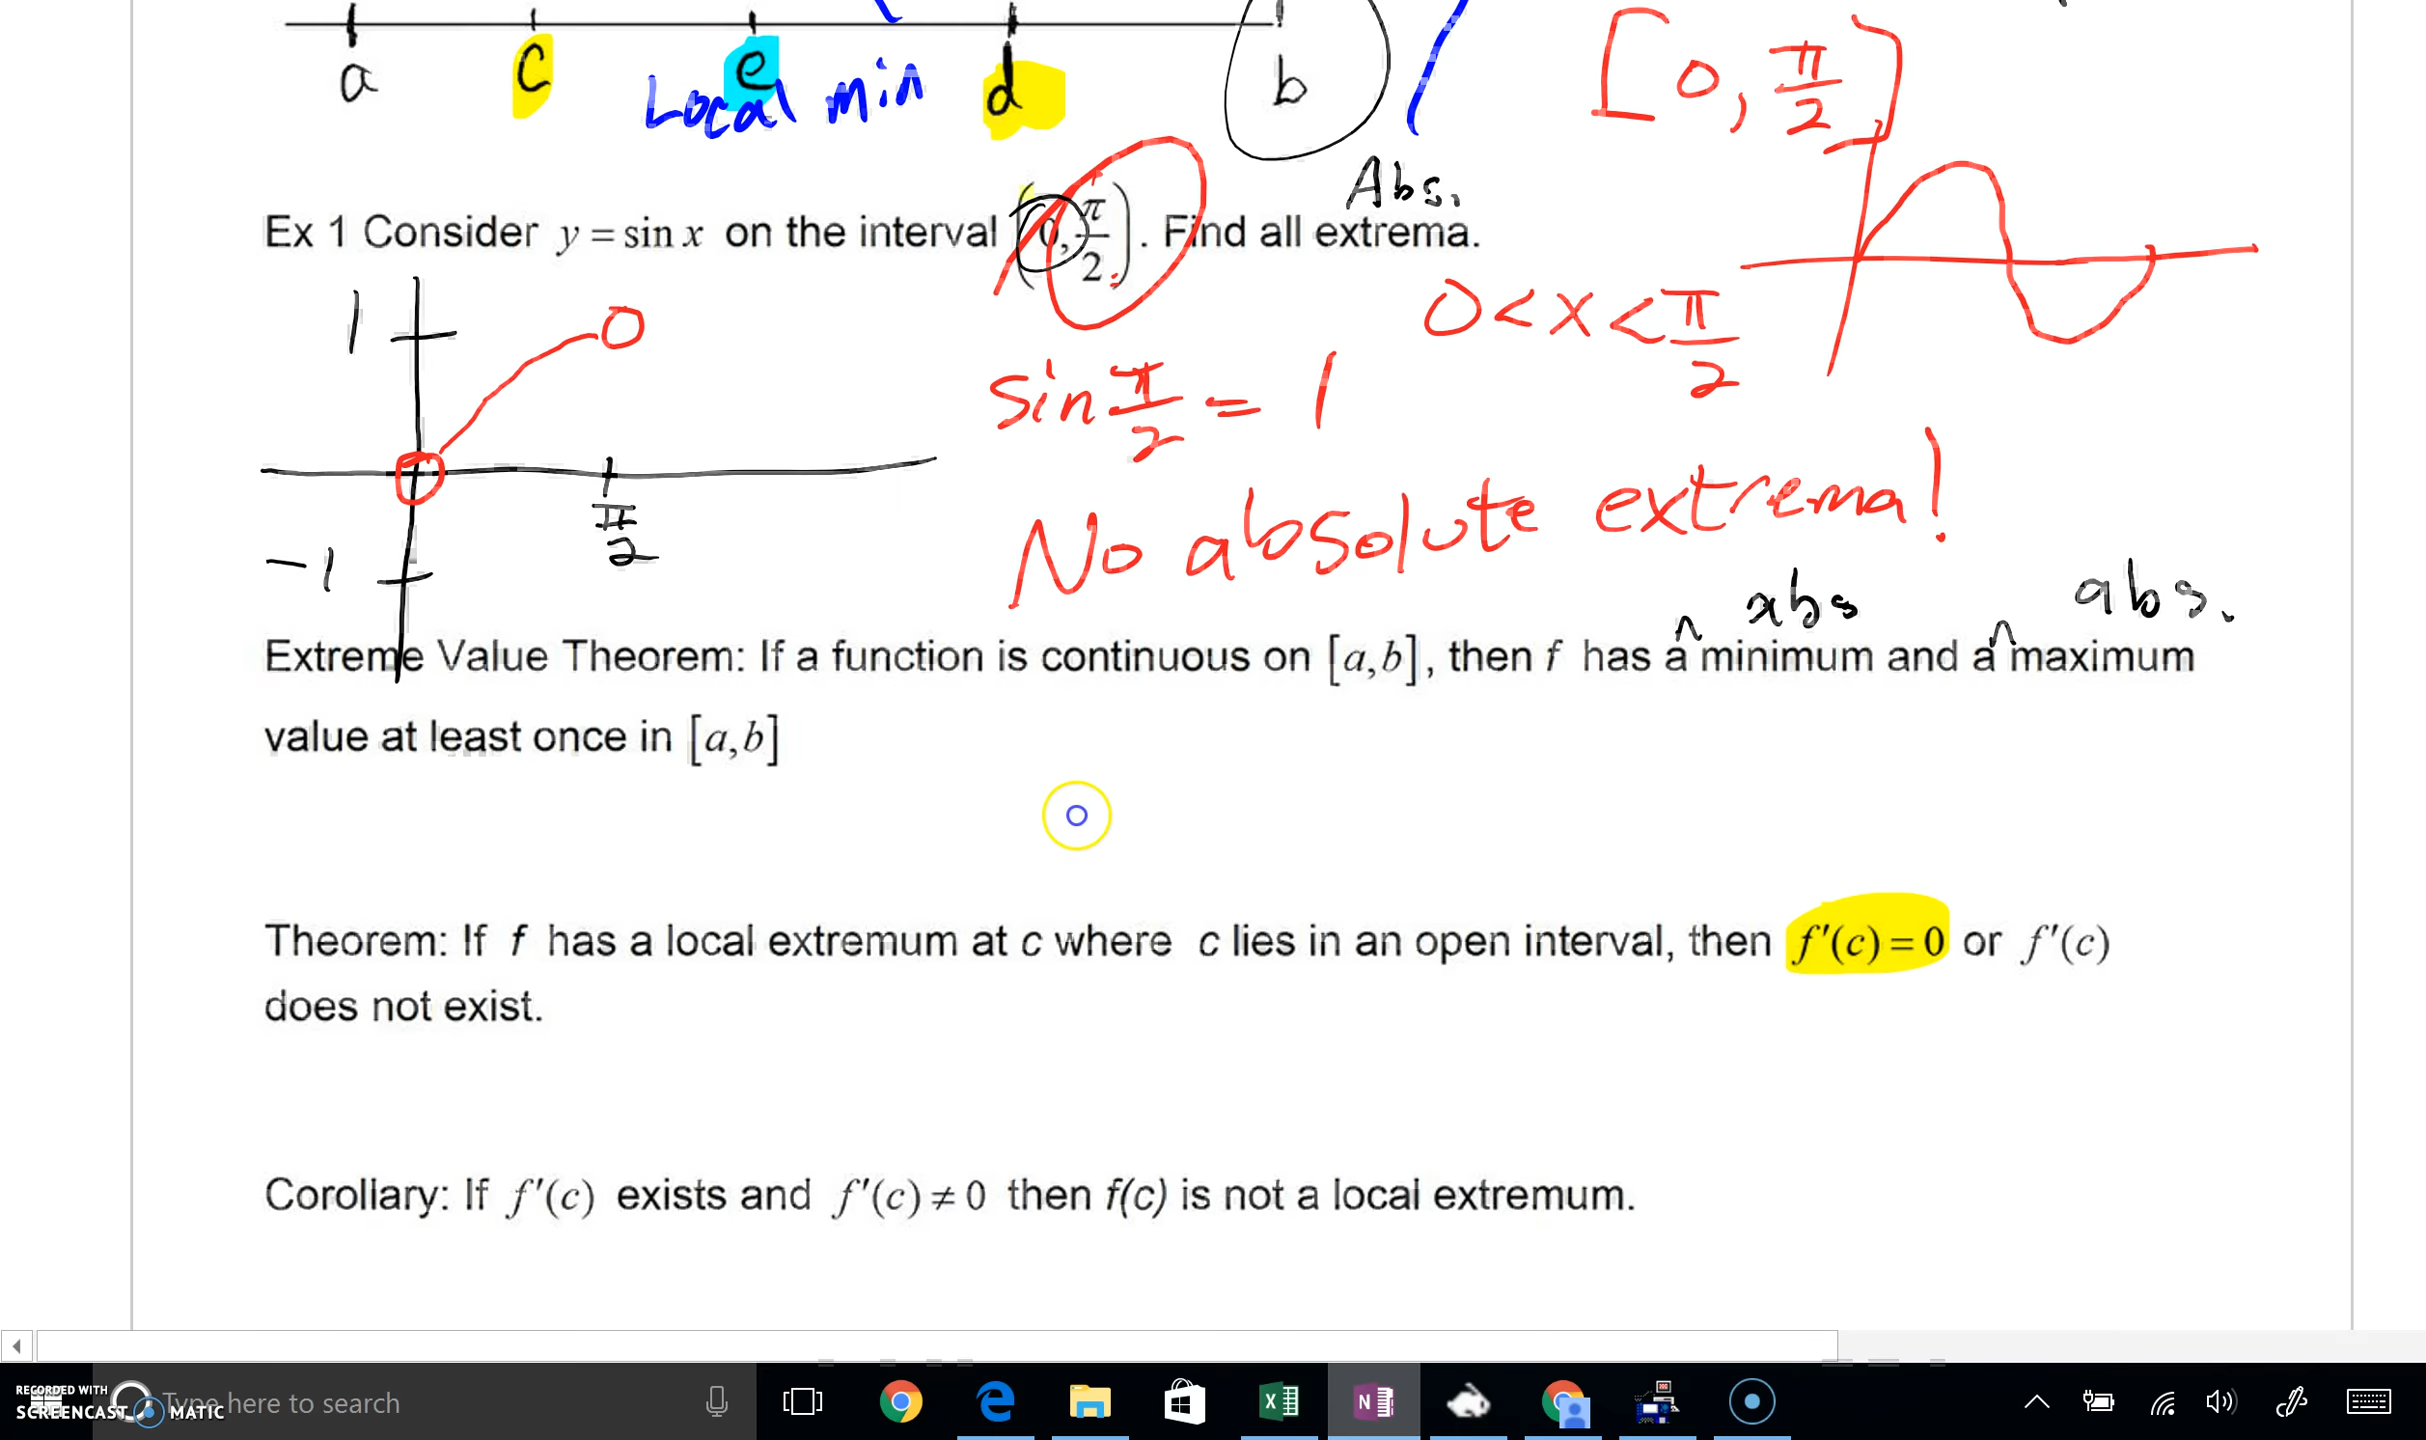 a c e d b
Local min
[0, π/2]
Abs.
Ex 1 Consider y = sin x on the interval (0, π/2). Find all extrema.
1
0 < x < π/2
sin π/2 = 1
π/2
-1
No absolute extrema!
abs abs.
Extreme Value Theorem: If a function is continuous on [a,b], then f has a minimum and a maximum
value at least once in [a,b]
Theorem: If f has a local extremum at c where c lies in an open interval, then f'(c) = 0 or f'(c)
does not exist.
Corollary: If f'(c) exists and f'(c) ≠ 0 then f(c) is not a local extremum.
RECORDED WITH
SCREENCAST MATIC
Type here to search